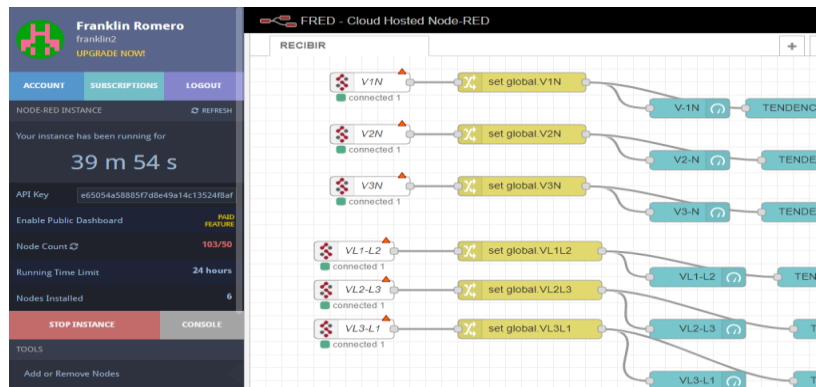 Franklin Romero
franklin2
UPGRADE NOW!
ACCOUNT SUBSCRIPTIONS LOGOUT
NODE-RED INSTANCE REFRESH
Your instance has been running for
39 m 54 s
API Key e65054a58885f7d8e49a14c13524f8af
Enable Public Dashboard PAID FEATURE
Node Count 103/50
Running Time Limit 24 hours
Nodes Installed 6
STOP INSTANCE CONSOLE
TOOLS
Add or Remove Nodes
FRED - Cloud Hosted Node-RED
RECIBIR +
V1N set global.V1N
connected 1
V-1N TENDENC
V2N set global.V2N
connected 1
V2-N TENDE
V3N set global.V3N
connected 1
V3-N TENDE
VL1-L2 set global.VL1L2
connected 1
VL1-L2 TEN
VL2-L3 set global.VL2L3
connected 1
VL2-L3 T
VL3-L1 set global.VL3L1
connected 1
VL3-L1 T